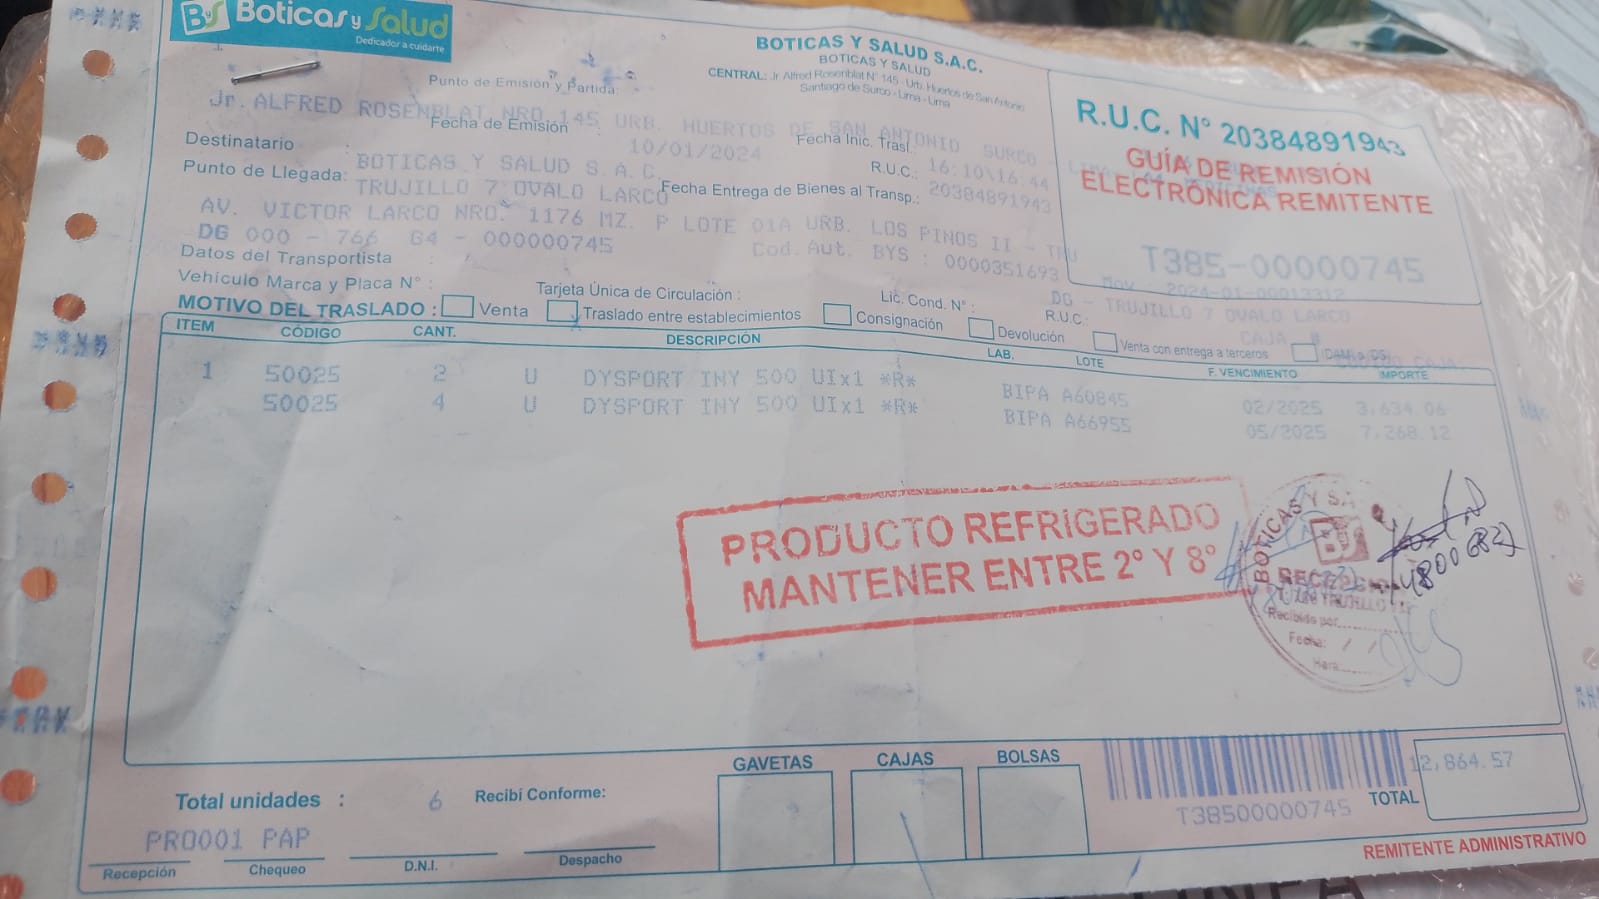 ByS Boticas y Salud
Dedicados a cuidarte
BOTICAS Y SALUD S.A.C.
BOTICAS Y SALUD
CENTRAL: Jr. Alfred Rosenblat N° 145 - Urb. Huertos de San Antonio
Santiago de Surco - Lima - Lima
R.U.C. N° 20384891943
GUÍA DE REMISIÓN
ELECTRÓNICA REMITENTE
T385-00000745
Punto de Emisión y Partida:
Jr. ALFRED ROSENBLAT NRO.145 URB. HUERTOS DE SAN ANTONIO SURCO -
Fecha de Emisión 10/01/2024 Fecha Inic. Trasl.: 16:10\16.44
Destinatario : BOTICAS Y SALUD S.A.C. R.U.C.: 20384891943
Punto de Llegada: TRUJILLO 7 OVALO LARCO Fecha Entrega de Bienes al Transp.:
AV. VICTOR LARCO NRO. 1176 MZ. P LOTE 01A URB. LOS PINOS II - TRU
DG 000 - 766 G4 - 000000745 Cod.Aut. BYS : 0000351693
Mov : 2024-01-00013312
Datos del Transportista :
DG - TRUJILLO 7 OVALO LARCO
Vehículo Marca y Placa N° : Tarjeta Única de Circulación : Lic. Cond. N° : R.U.C.:
CAJA
MOTIVO DEL TRASLADO : Venta Traslado entre establecimientos Consignación Devolución Venta con entrega a terceros
ITEM CÓDIGO CANT. DESCRIPCIÓN LAB. LOTE F. VENCIMIENTO IMPORTE
1 50025 2 U DYSPORT INY 500 UIx1 *R* BIPA A60845 02/2025 3,634.06
50025 4 U DYSPORT INY 500 UIx1 *R* BIPA A66955 05/2025 7,268.12
PRODUCTO REFRIGERADO
MANTENER ENTRE 2° Y 8°
BOTICAS Y SA
ByS
Recibido por
Fecha: / /
Hora
GAVETAS CAJAS BOLSAS
Total unidades : 6 Recibí Conforme:
12,864.57
TOTAL
T38500000745
PRO001 PAP
Recepción Chequeo D.N.I. Despacho
REMITENTE ADMINISTRATIVO